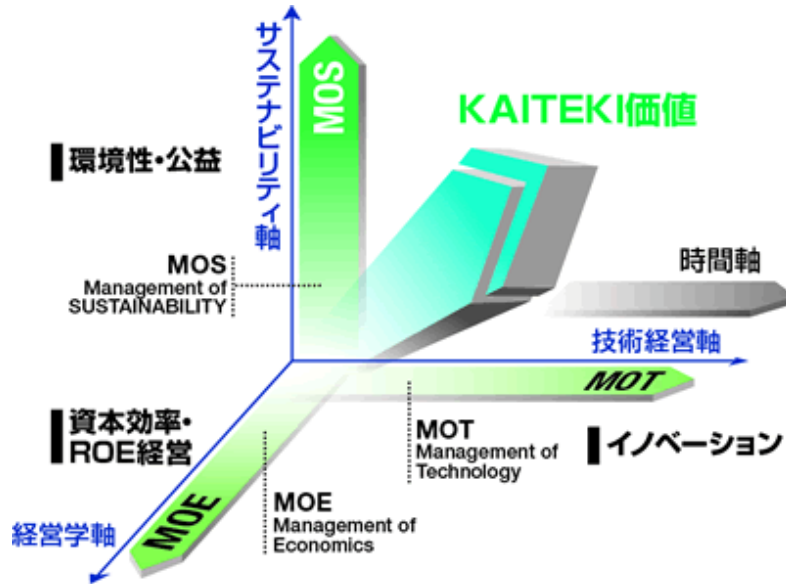 サステナビリティ軸
MOS
KAITEKI価値
環境性・公益
MOS
Management of
SUSTAINABILITY
時間軸
技術経営軸
MOT
資本効率・
ROE経営
MOT
Management of
Technology
イノベーション
MOE
MOE
Management of
Economics
経営学軸